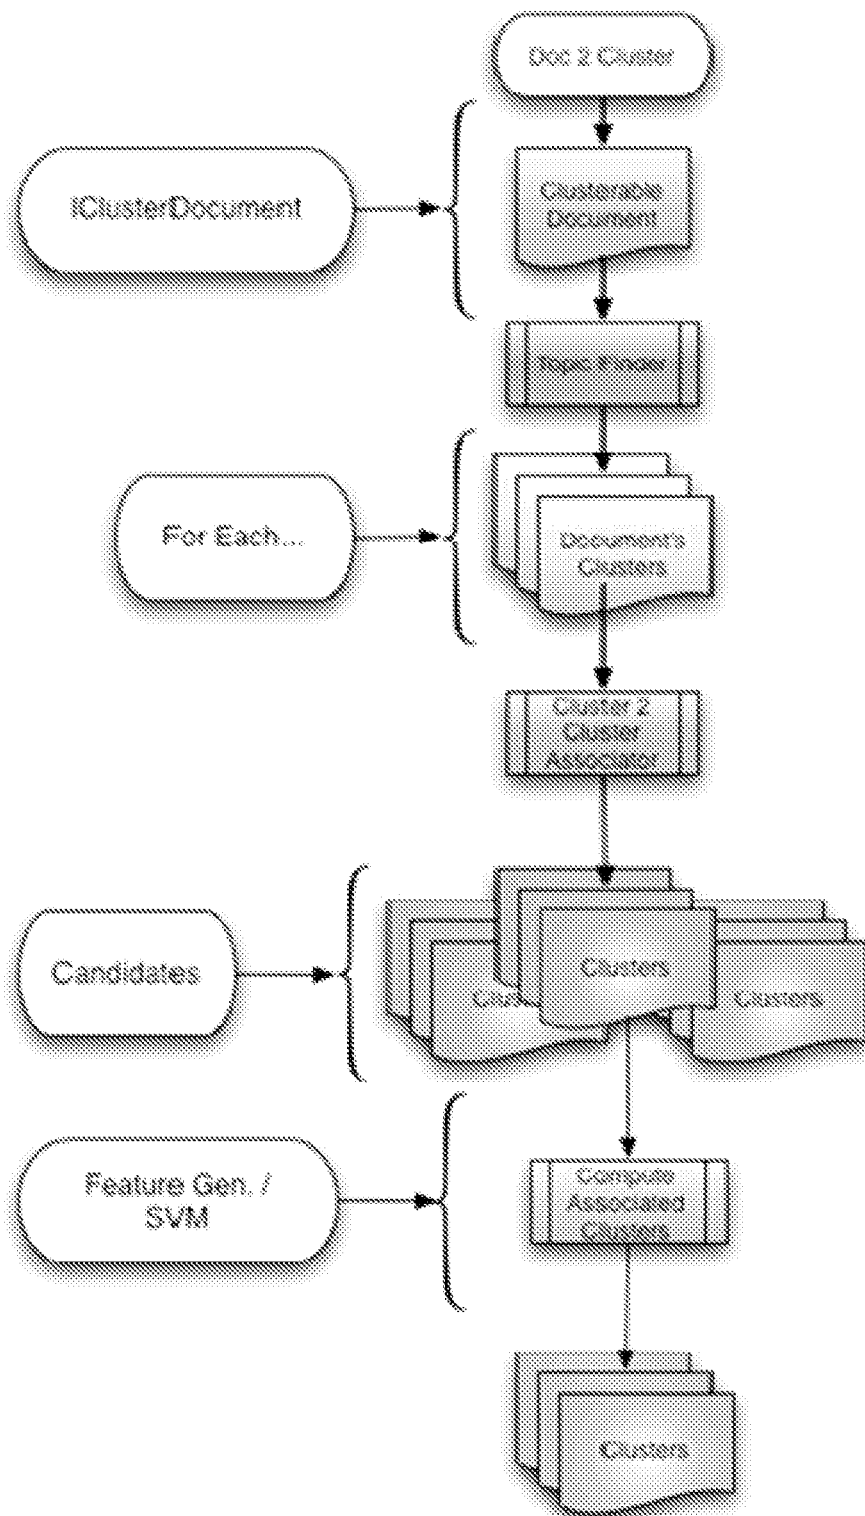 Doc 2 Cluster
IClusterDocument
Clusterable
Document
Topic Finder
For Each...
Document's
Clusters
Cluster 2
Cluster
Associator
Candidates
Clusters
Clusters
Feature Gen. /
SVM
Compute
Associated
Clusters
Clusters